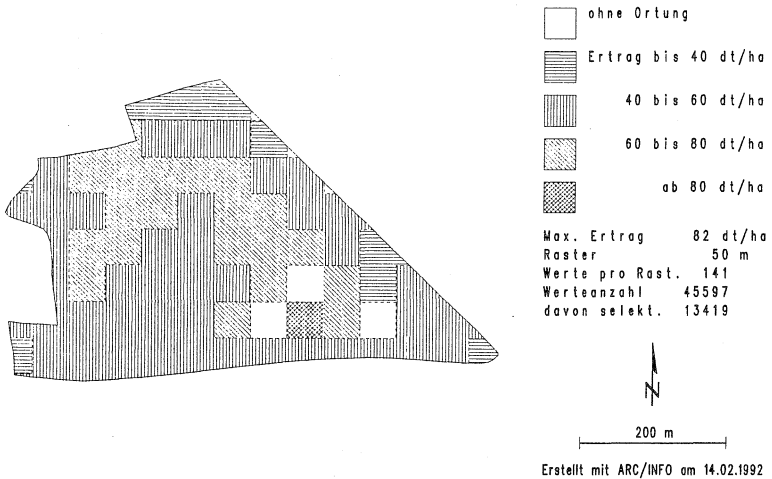 ohne Ortung
Ertrag bis 40 dt/ha
40 bis 60 dt/ha
60 bis 80 dt/ha
ab 80 dt/ha
Max. Ertrag 82 dt/ha
Raster 50 m
Werte pro Rast. 141
Werteanzahl 45597
davon selekt. 13419
N
200 m
Erstellt mit ARC/INFO am 14.02.1992